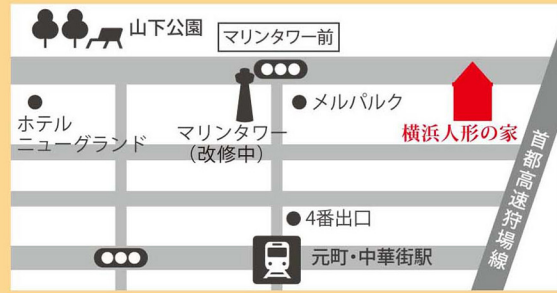 山下公園
マリンタワー前
ホテル
ニューグランド
マリンタワー
（改修中）
メルパルク
横浜人形の家
首都高速狩場線
4番出口
元町・中華街駅